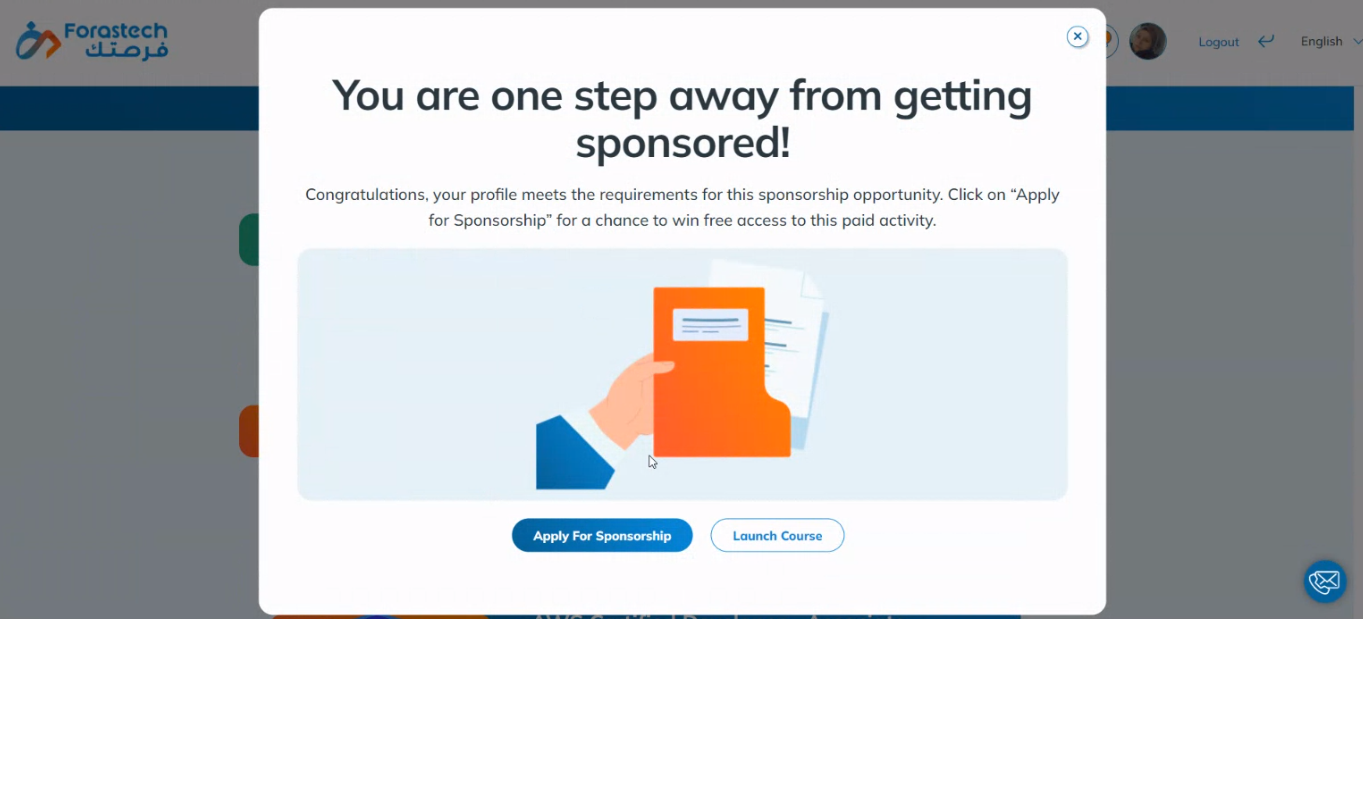 Forastech
فرصتك
Logout
English
You are one step away from getting
sponsored!
Congratulations, your profile meets the requirements for this sponsorship opportunity. Click on “Apply
for Sponsorship” for a chance to win free access to this paid activity.
Apply For Sponsorship
Launch Course